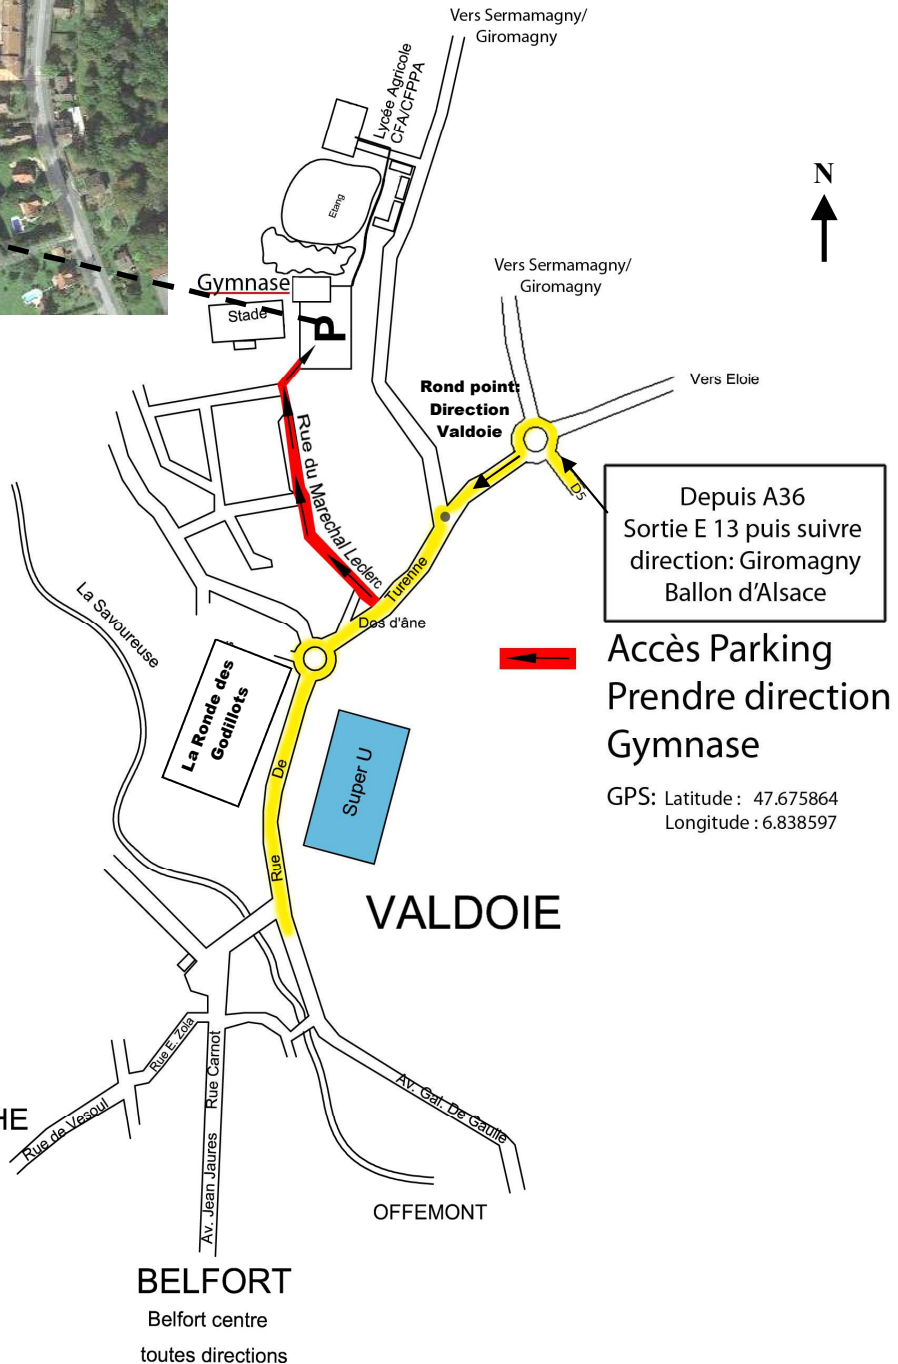 Vers Sermamagny/
Giromagny
Lycée Agricole
CFA/CFPPA
N
Etang
Vers Sermamagny/
Giromagny
Gymnase
Stade
P
Vers Eloie
Rond point:
Direction
Valdoie
Rue du Marechal Leclerc
D5
Depuis A36
Sortie E 13 puis suivre
direction: Giromagny
Ballon d'Alsace
La Savoureuse
Rue De Turenne
Dos d'âne
Accès Parking
Prendre direction
Gymnase
La Ronde des
Godillots
Super U
GPS: Latitude : 47.675864
Longitude : 6.838597
VALDOIE
Rue E. Zola
Rue Carnot
Av. Gal. De Gaulle
HE
Rue de Vesoul
Av. Jean Jaures
OFFEMONT
BELFORT
Belfort centre
toutes directions